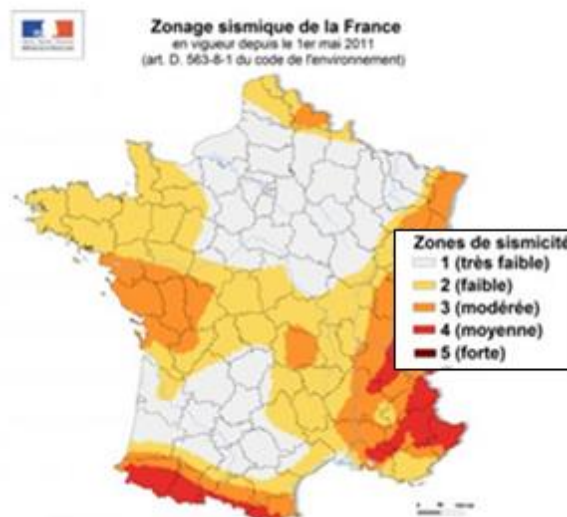 Zonage sismique de la France
en vigueur depuis le 1er mai 2011
(art. D. 563-8-1 du code de l'environnement)
Zones de sismicité
1 (très faible)
2 (faible)
3 (modérée)
4 (moyenne)
5 (forte)